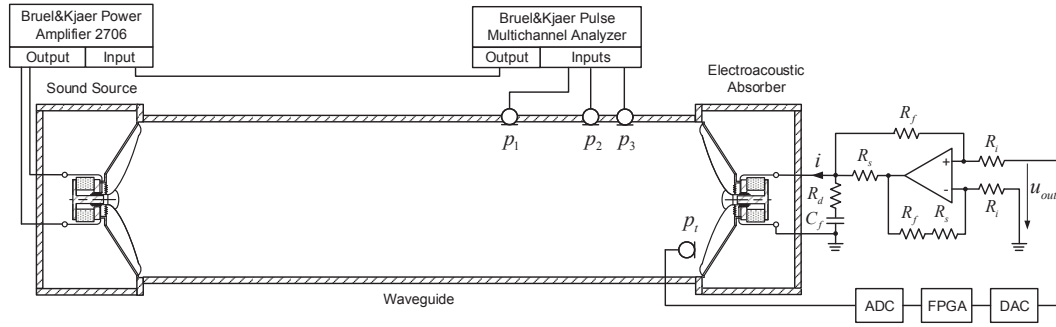 Bruel&Kjaer Power
Amplifier 2706
Output
Input
Bruel&Kjaer Pulse
Multichannel Analyzer
Output
Inputs
Sound Source
Electroacoustic
Absorber
p1
p2
p3
pt
i
Rf
Rs
Ri
+
-
Rd
Cf
Rf
Rs
Ri
uout
Waveguide
ADC
FPGA
DAC